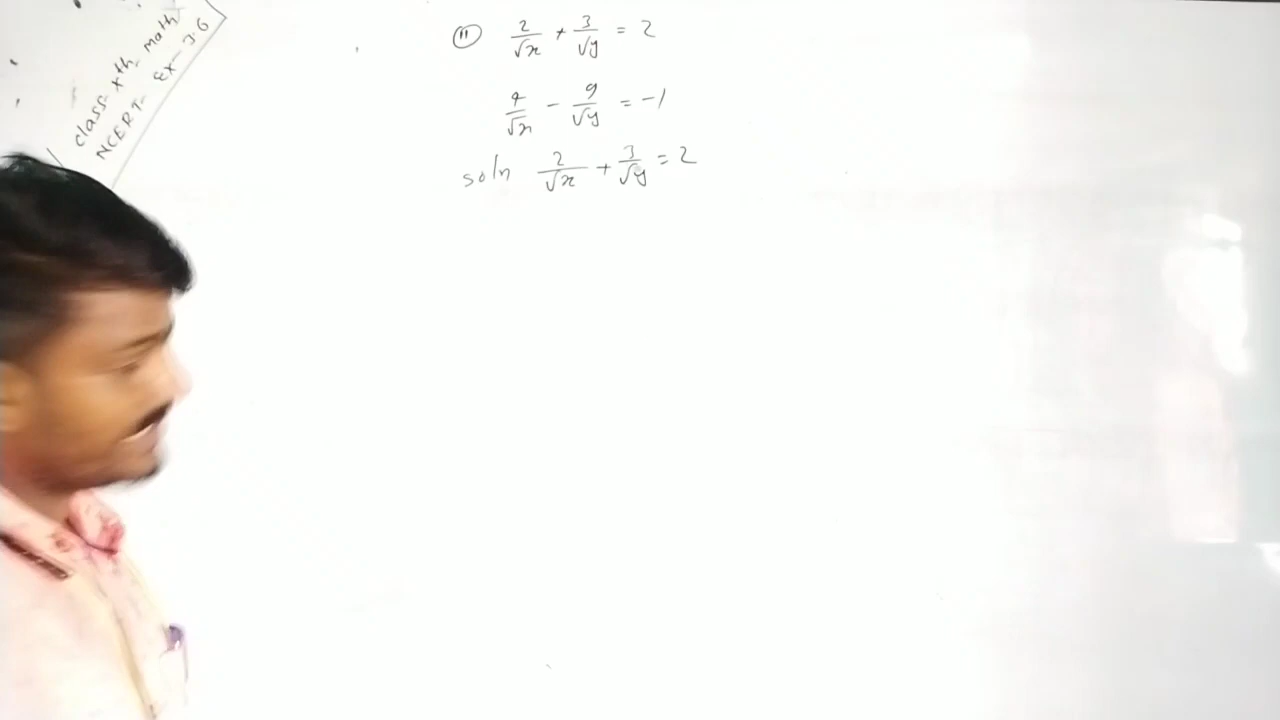 class- xth math
NCERT- Ex- 3.6
(ii) 2/√x + 3/√y = 2
4/√x - 9/√y = -1
soln 2/√x + 3/√y = 2